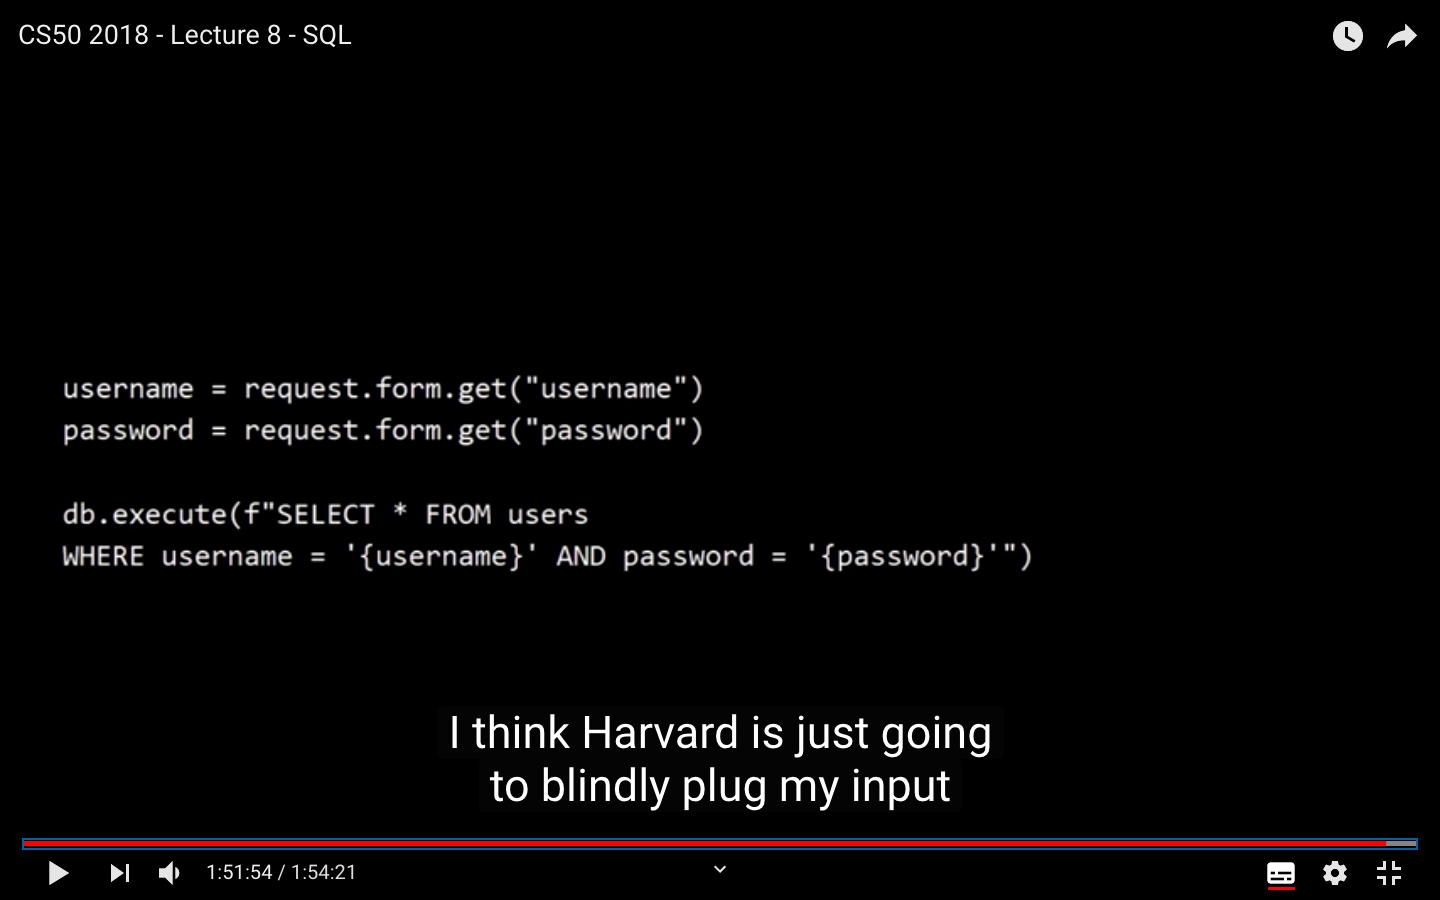 CS50 2018 - Lecture 8 - SQL
username = request.form.get("username")
password = request.form.get("password")
db.execute(f"SELECT * FROM users
WHERE username = '{username}' AND password = '{password}'")
I think Harvard is just going
to blindly plug my input
1:51:54 / 1:54:21